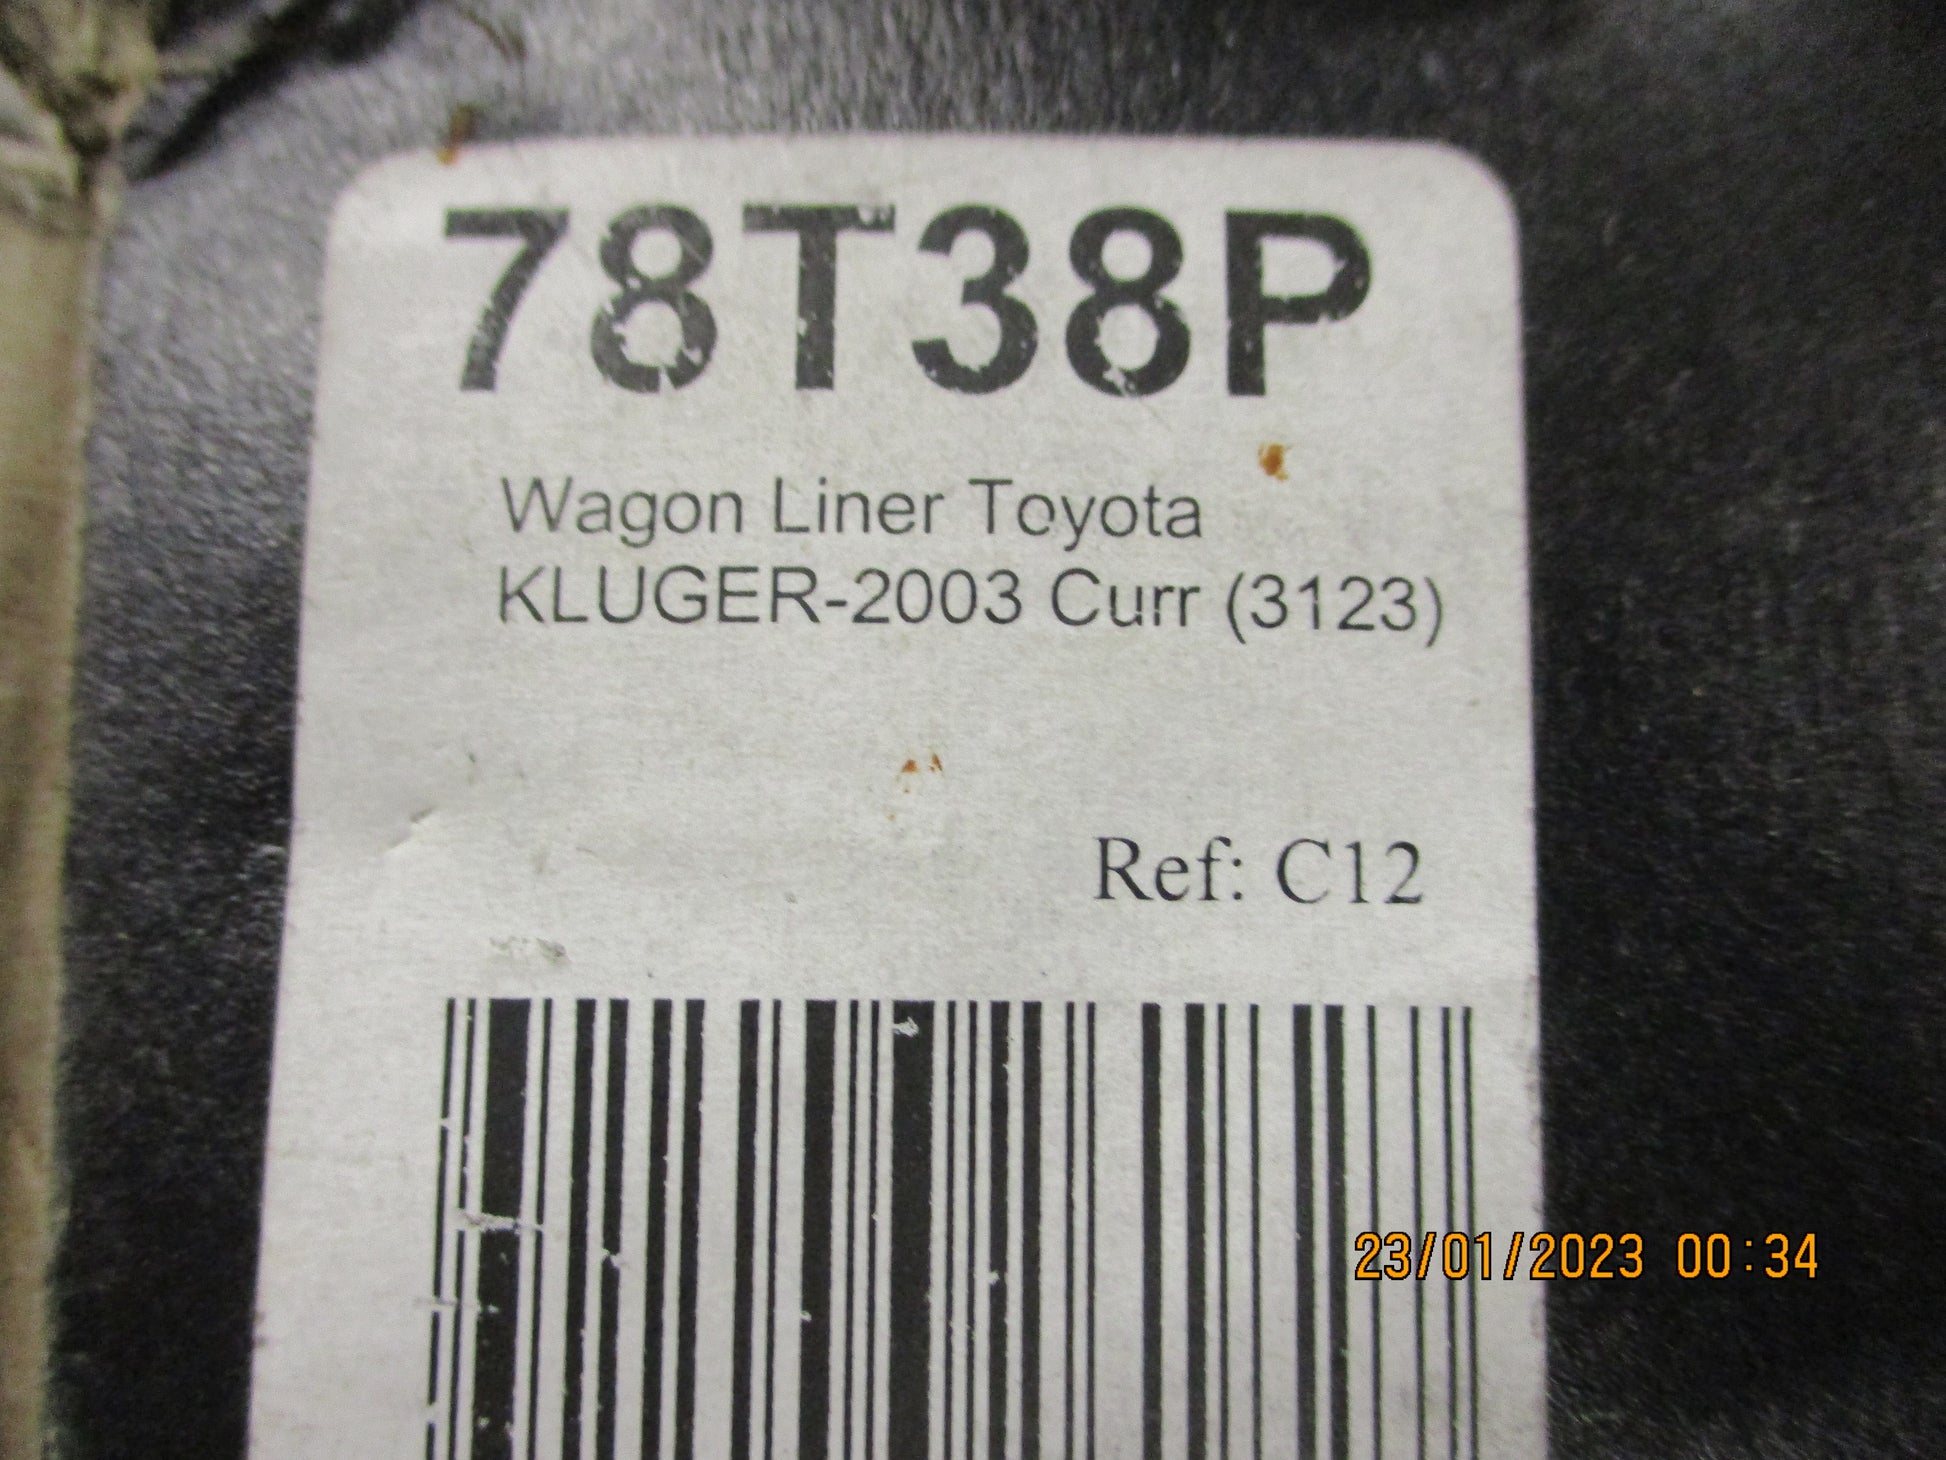 78T38P
Wagon Liner Toyota
KLUGER-2003 Curr (3123)
Ref: C12
23/01/2023 00:34